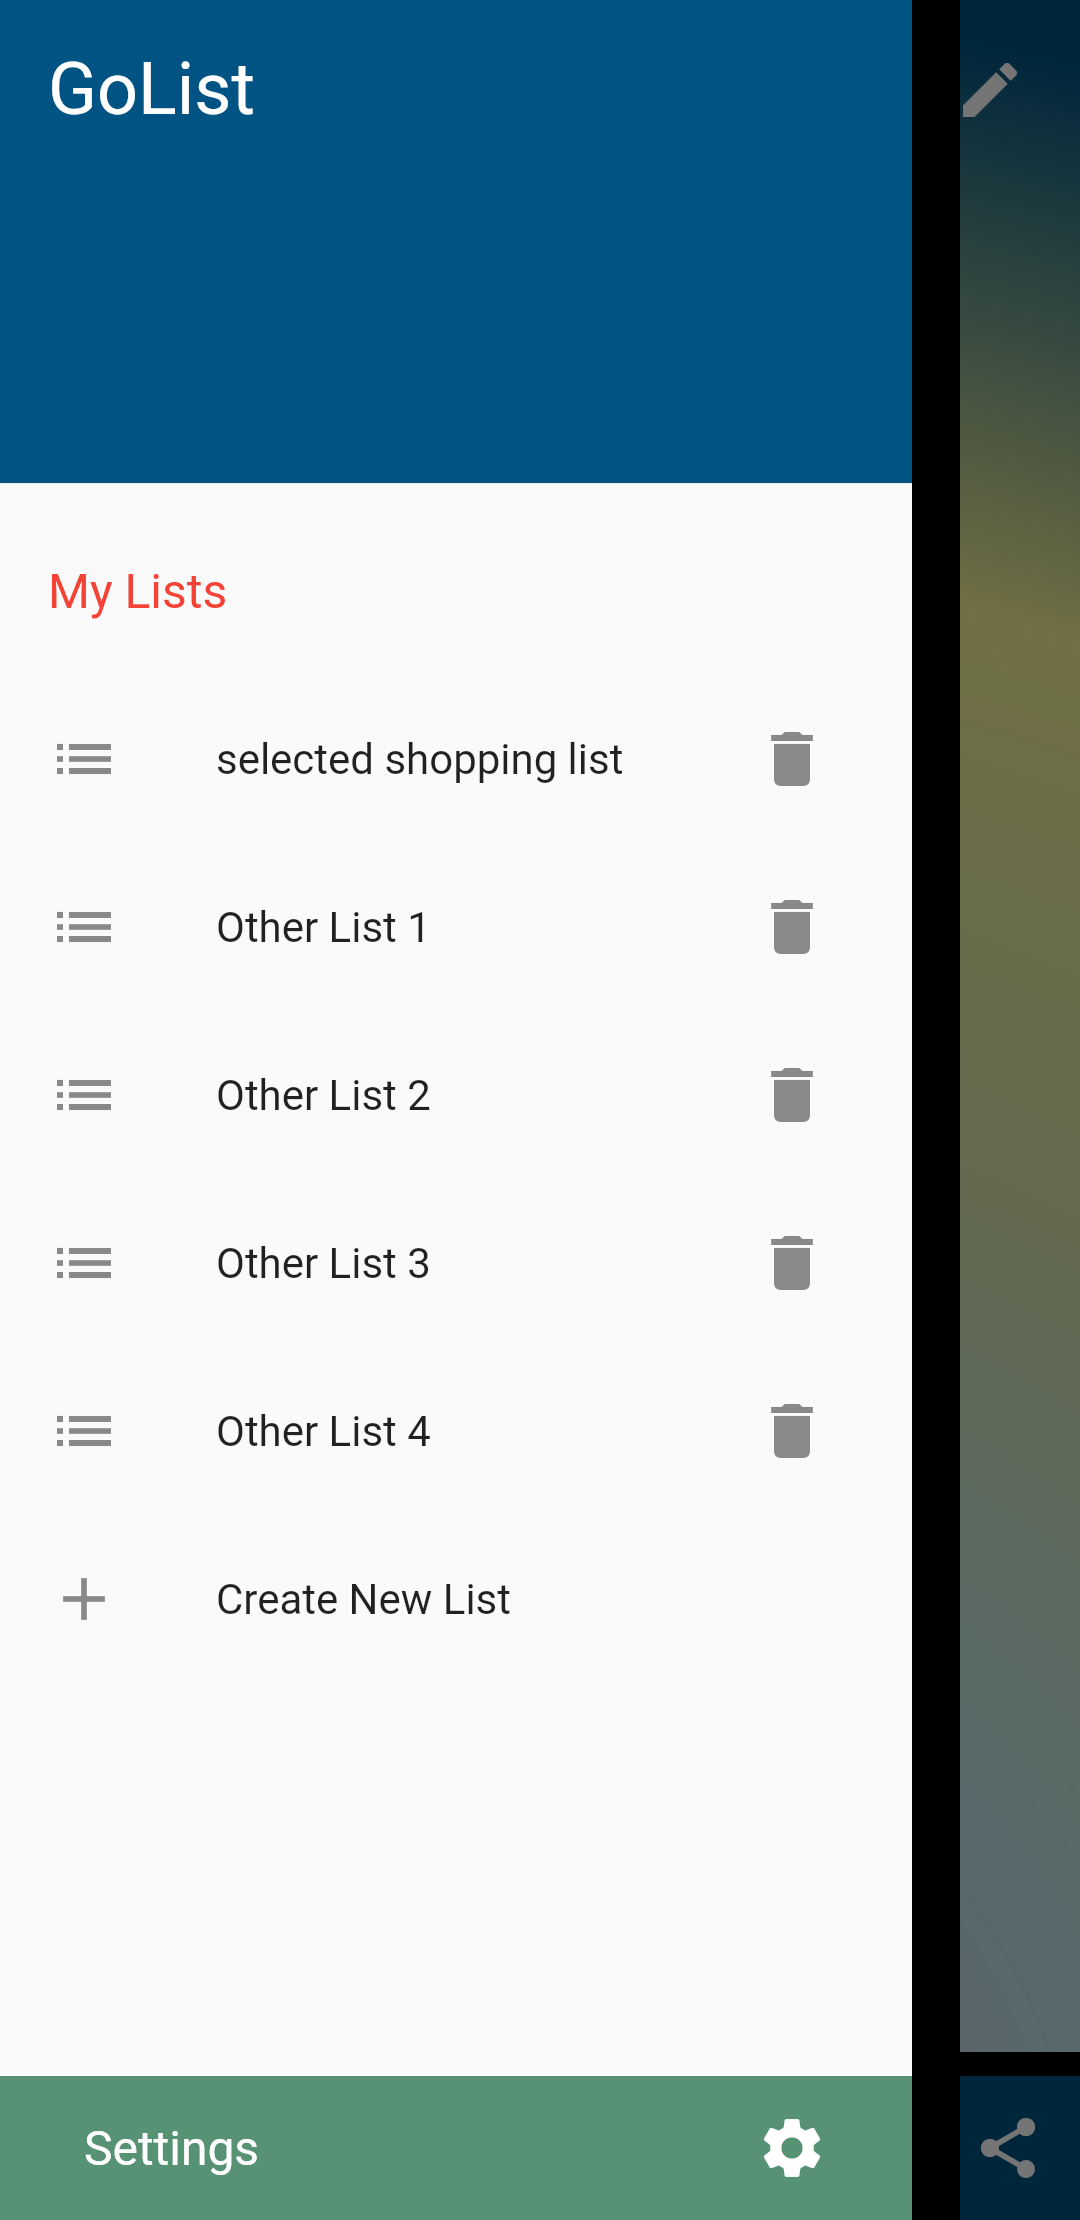 GoList
My Lists
selected shopping list
Other List 1
Other List 2
Other List 3
Other List 4
Create New List
Settings